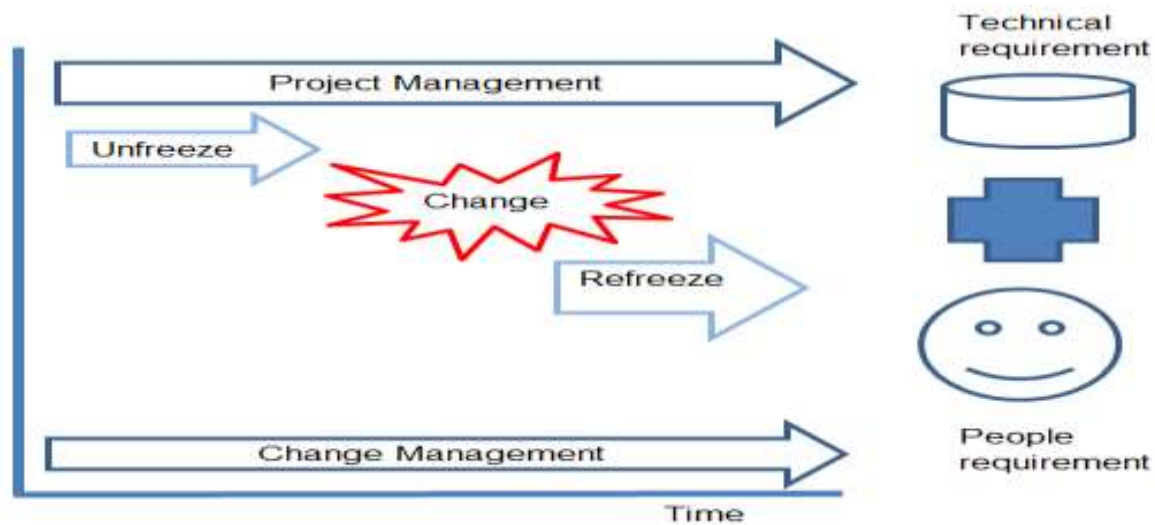 Technical
requirement
Project Management
Unfreeze
Change
Refreeze
Change Management
People
requirement
Time